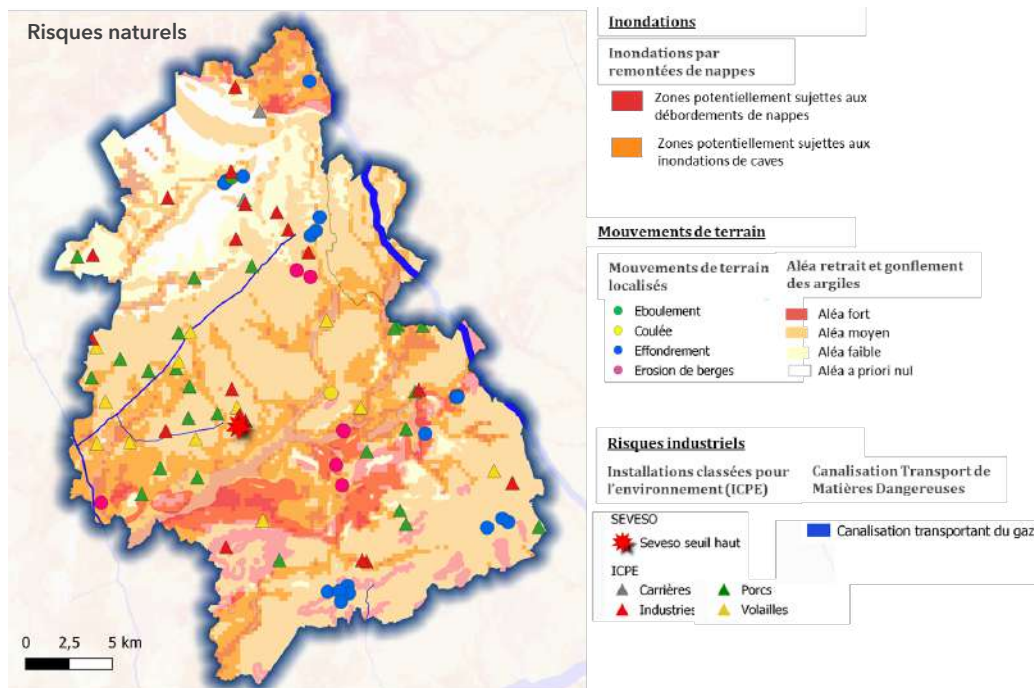 Risques naturels
0 2,5 5 km
Inondations
Inondations par
remontées de nappes
Zones potentiellement sujettes aux
débordements de nappes
Zones potentiellement sujettes aux
inondations de caves
Mouvements de terrain
Mouvements de terrain
localisés
Eboulement
Coulée
Effondrement
Erosion de berges
Aléa retrait et gonflement
des argiles
Aléa fort
Aléa moyen
Aléa faible
Aléa a priori nul
Risques industriels
Installations classées pour
l'environnement (ICPE)
SEVESO
Seveso seuil haut
ICPE
Carrières
Porcs
Industries
Volailles
Canalisation Transport de
Matières Dangereuses
Canalisation transportant du gaz